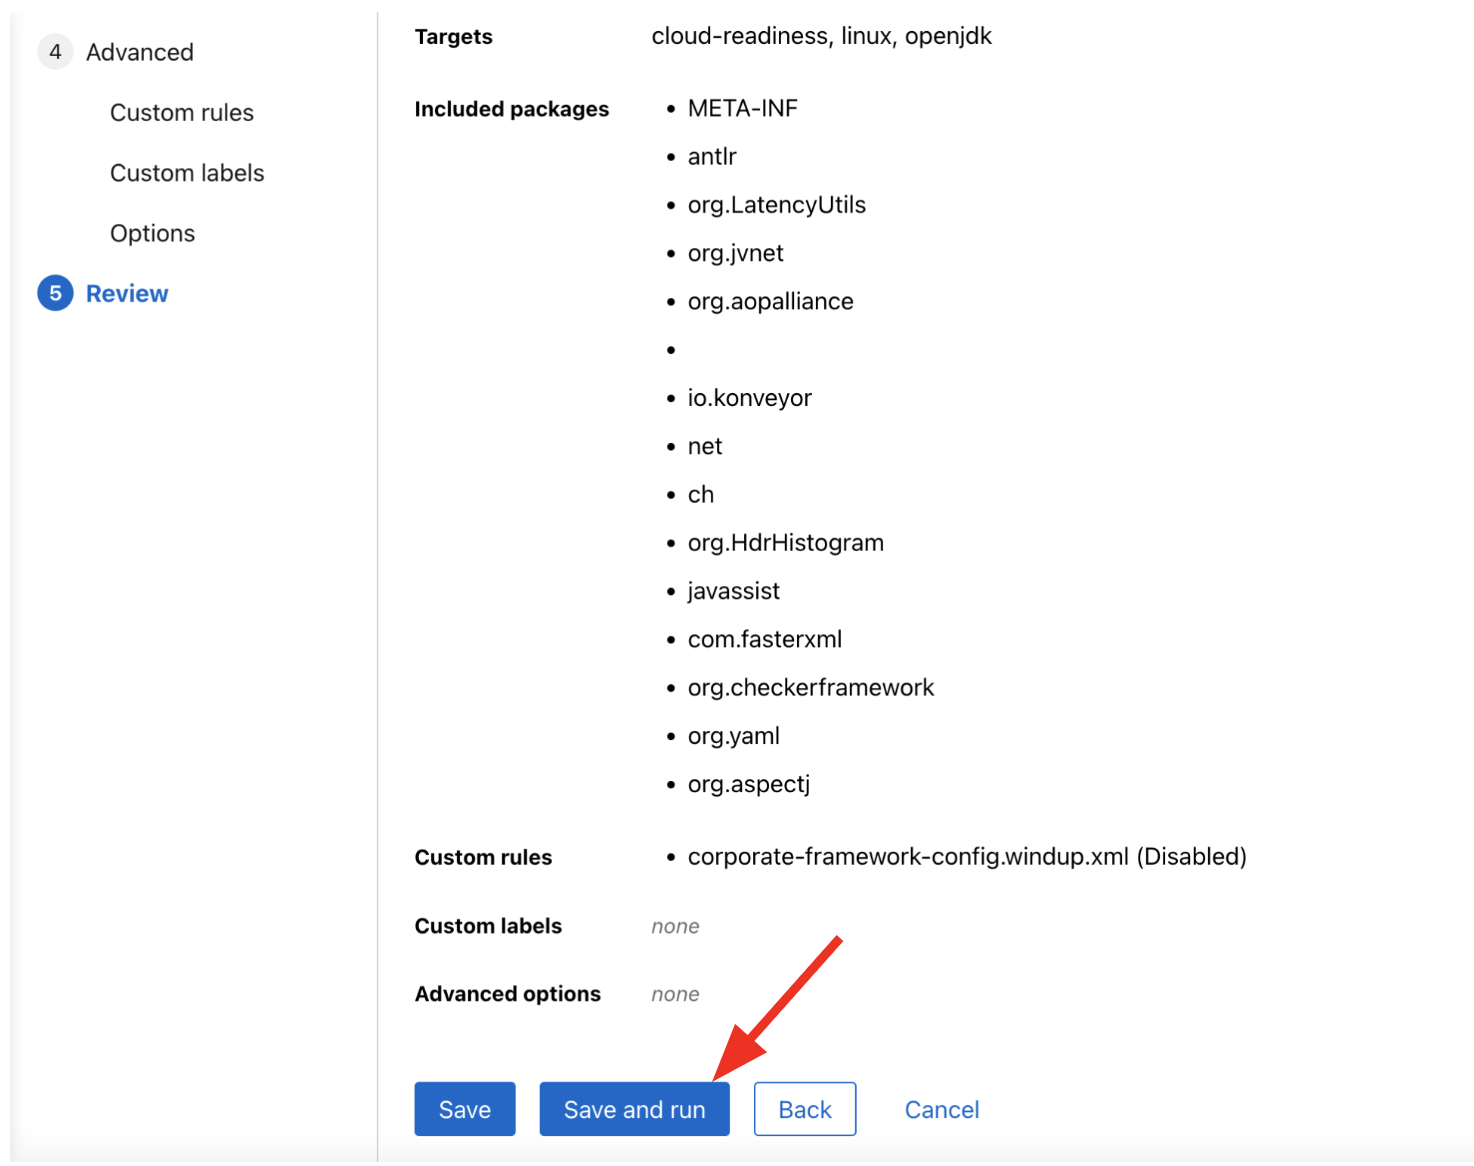 4 Advanced
Custom rules
Custom labels
Options
5 Review
Targets cloud-readiness, linux, openjdk
Included packages
• META-INF
• antlr
• org.LatencyUtils
• org.jvnet
• org.aopalliance
•
• io.konveyor
• net
• ch
• org.HdrHistogram
• javassist
• com.fasterxml
• org.checkerframework
• org.yaml
• org.aspectj
Custom rules • corporate-framework-config.windup.xml (Disabled)
Custom labels none
Advanced options none
Save Save and run Back Cancel